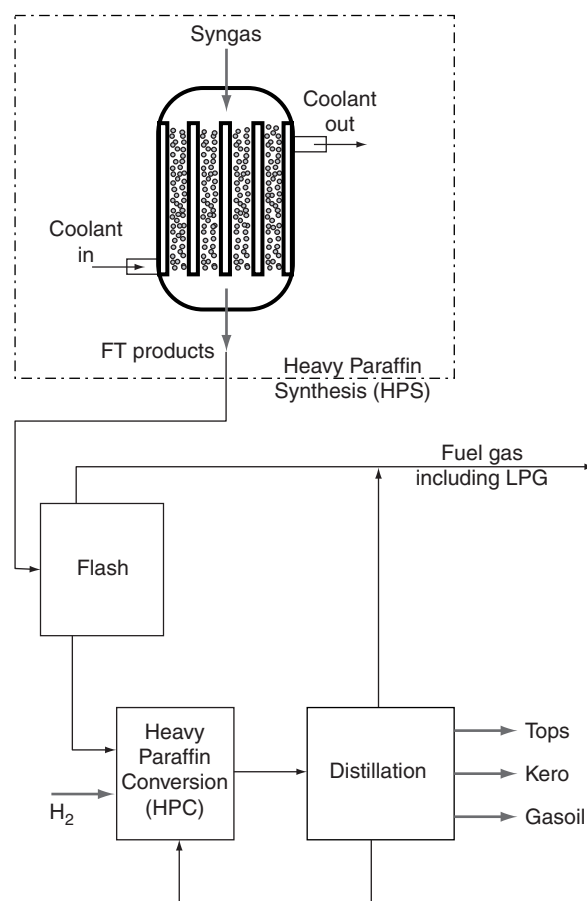 Syngas
Coolant
out
Coolant
in
FT products
Heavy Paraffin
Synthesis (HPS)
Fuel gas
including LPG
Flash
Heavy
Paraffin
Conversion
(HPC)
H₂
Distillation
Tops
Kero
Gasoil